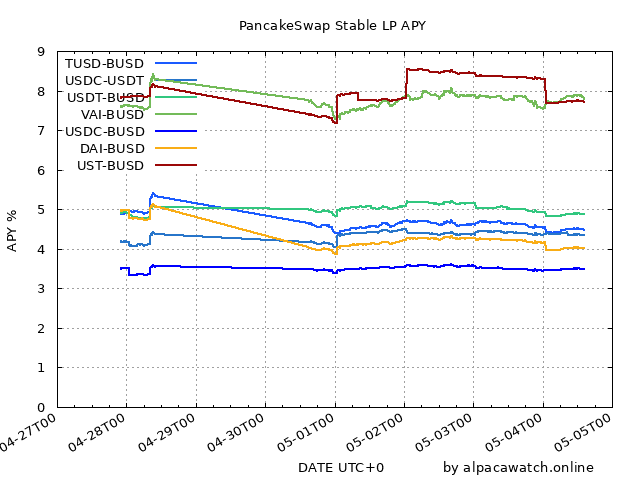 PancakeSwap Stable LP APY
9
8
7
6
5
4
3
2
1
0
APY %
TUSD-BUSD
USDC-USDT
USDT-BUSD
VAI-BUSD
USDC-BUSD
DAI-BUSD
UST-BUSD
04-27T00
04-28T00
04-29T00
04-30T00
05-01T00
05-02T00
05-03T00
05-04T00
05-05T00
DATE UTC+0
by alpacawatch.online